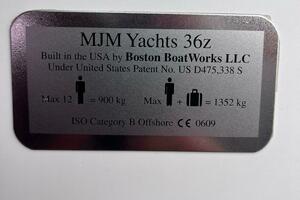 MJM Yachts 36z
Built in the USA by Boston BoatWorks LLC
Under United States Patent No. US D475,338 S
Max 12 = 900 kg Max + = 1352 kg
ISO Category B Offshore CE 0609